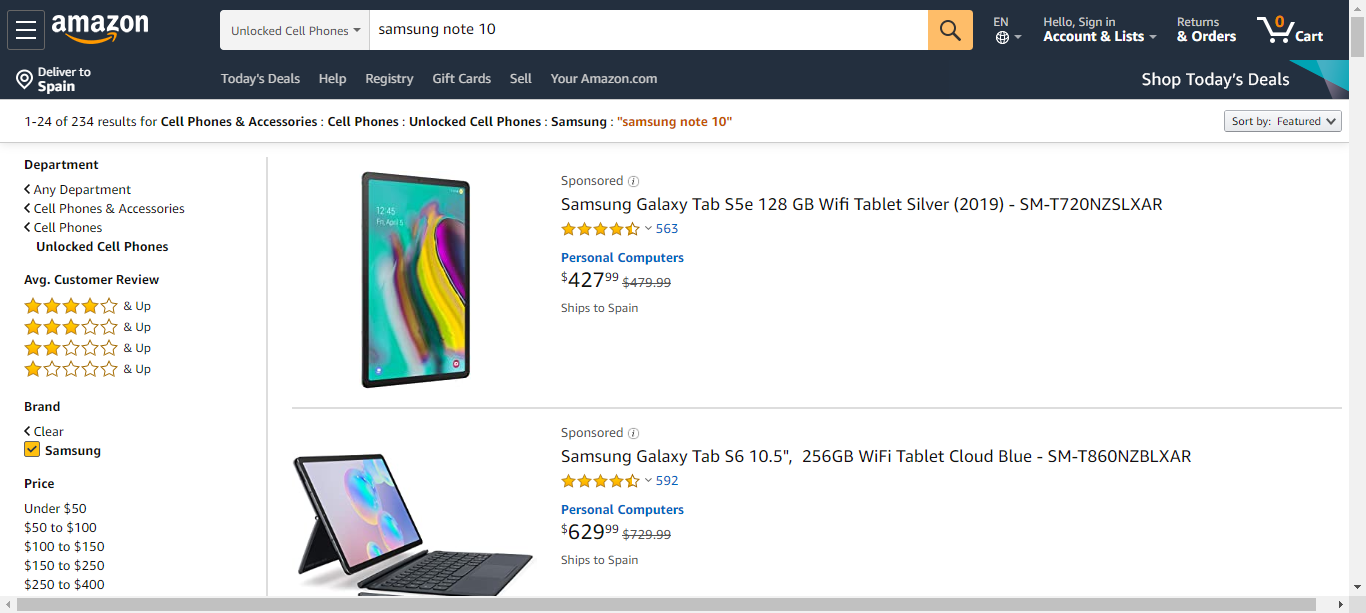 amazon
Unlocked Cell Phones
samsung note 10
EN
Hello, Sign in
Account & Lists
Returns
& Orders
0
Cart
Deliver to
Spain
Today's Deals
Help
Registry
Gift Cards
Sell
Your Amazon.com
Shop Today's Deals
1-24 of 234 results for Cell Phones & Accessories : Cell Phones : Unlocked Cell Phones : Samsung : "samsung note 10"
Sort by: Featured
Department
Any Department
Cell Phones & Accessories
Cell Phones
Unlocked Cell Phones
Avg. Customer Review
& Up
& Up
& Up
& Up
Brand
Clear
Samsung
Price
Under $50
$50 to $100
$100 to $150
$150 to $250
$250 to $400
12:45
Fri, April 5
Sponsored
Samsung Galaxy Tab S5e 128 GB Wifi Tablet Silver (2019) - SM-T720NZSLXAR
563
Personal Computers
$427.99 $479.99
Ships to Spain
Sponsored
Samsung Galaxy Tab S6 10.5", 256GB WiFi Tablet Cloud Blue - SM-T860NZBLXAR
592
Personal Computers
$629.99 $729.99
Ships to Spain